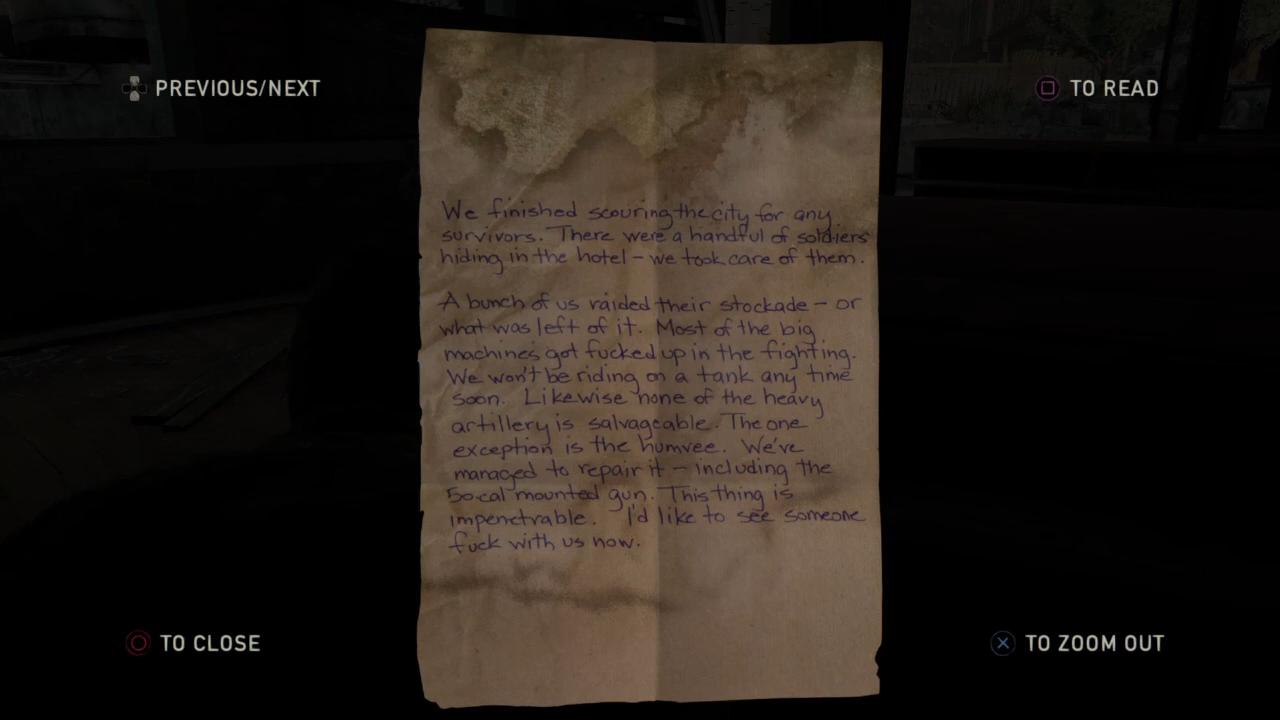 PREVIOUS/NEXT
TO READ
We finished scouring the city for any
survivors. There were a handful of soldiers
hiding in the hotel – we took care of them.
A bunch of us raided their stockade – or
what was left of it. Most of the big
machines got fucked up in the fighting.
We won't be riding on a tank any time
soon. Likewise none of the heavy
artillery is salvageable. The one
exception is the humvee. We've
managed to repair it – including the
50cal mounted gun. This thing is
impenetrable. I'd like to see someone
fuck with us now.
TO CLOSE
TO ZOOM OUT